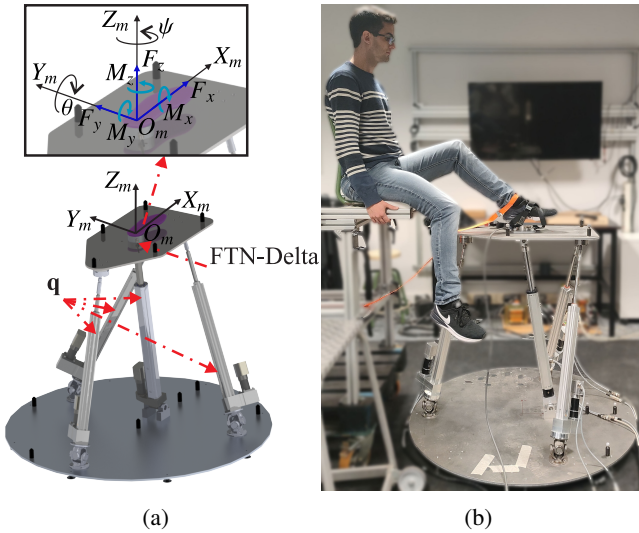 Z_m
ψ
X_m
Y_m
θ
M_z
F_z
F_x
F_y
M_y
M_x
O_m
Z_m
X_m
Y_m
O_m
FTN-Delta
q
(a)
(b)